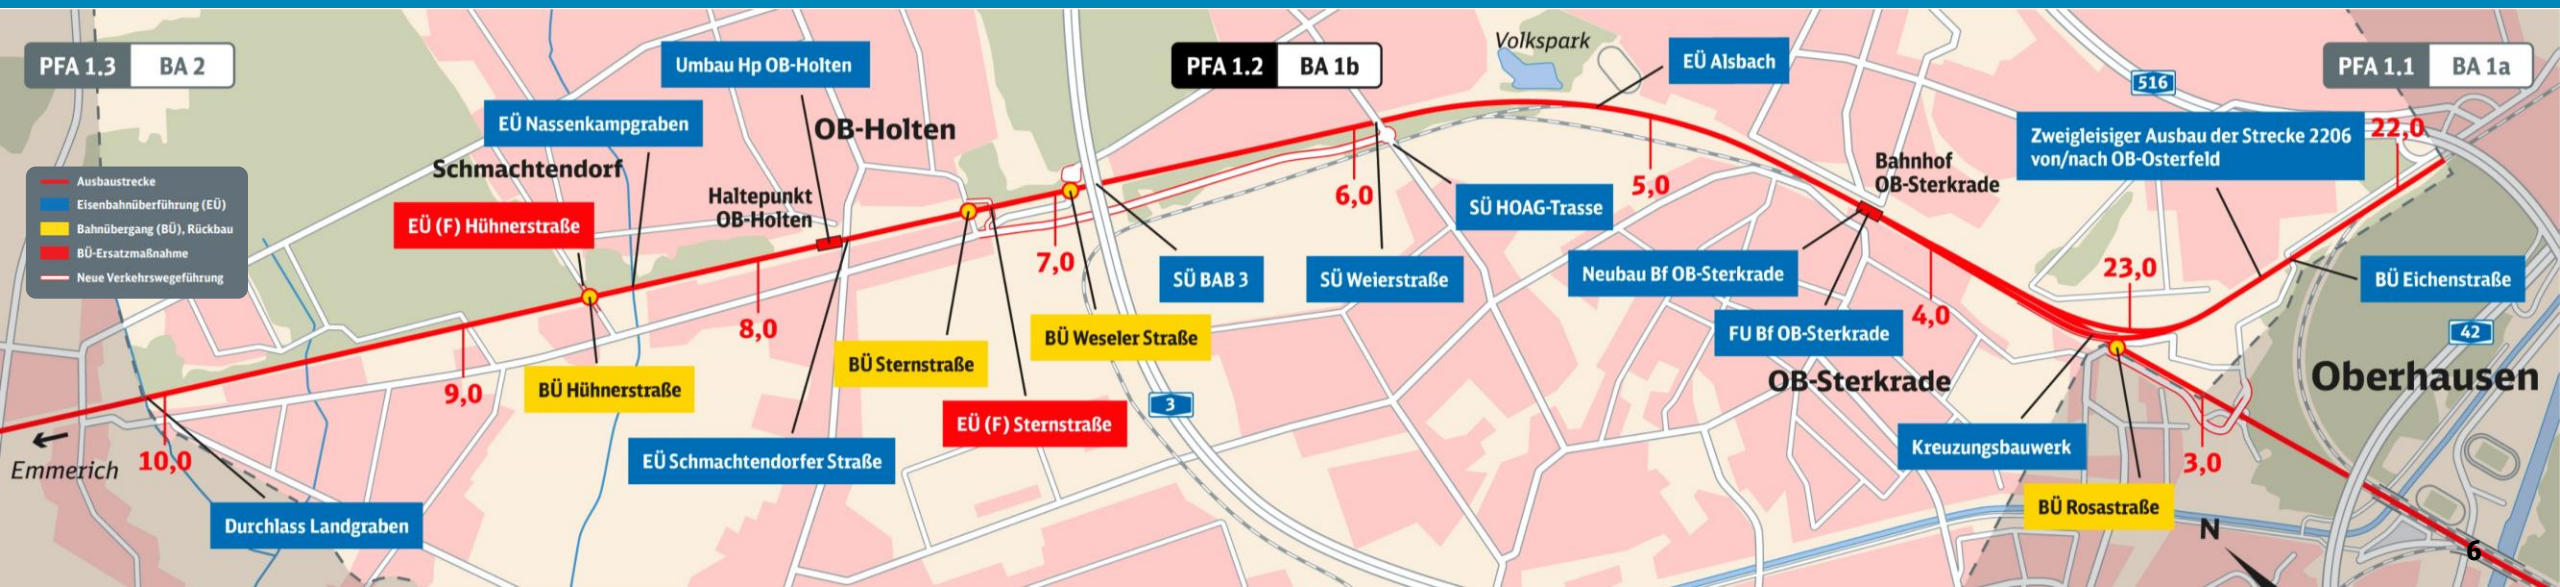 PFA 1.3 BA 2
PFA 1.2 BA 1b
PFA 1.1 BA 1a
Ausbaustrecke
Eisenbahnüberführung (EÜ)
Bahnübergang (BÜ), Rückbau
BÜ-Ersatzmaßnahme
Neue Verkehrswegeführung
Emmerich
10,0
Durchlass Landgraben
9,0
Schmachtendorf
EÜ (F) Hühnerstraße
EÜ Nassenkampgraben
BÜ Hühnerstraße
Umbau Hp OB-Holten
OB-Holten
Haltepunkt
OB-Holten
8,0
EÜ Schmachtendorfer Straße
BÜ Sternstraße
EÜ (F) Sternstraße
7,0
BÜ Weseler Straße
3
SÜ BAB 3
6,0
SÜ Weierstraße
SÜ HOAG-Trasse
Volkspark
EÜ Alsbach
5,0
Bahnhof
OB-Sterkrade
Neubau Bf OB-Sterkrade
FU Bf OB-Sterkrade
4,0
OB-Sterkrade
Kreuzungsbauwerk
BÜ Rosastraße
23,0
3,0
516
Zweigleisiger Ausbau der Strecke 2206
von/nach OB-Osterfeld
22,0
BÜ Eichenstraße
42
Oberhausen
N
6